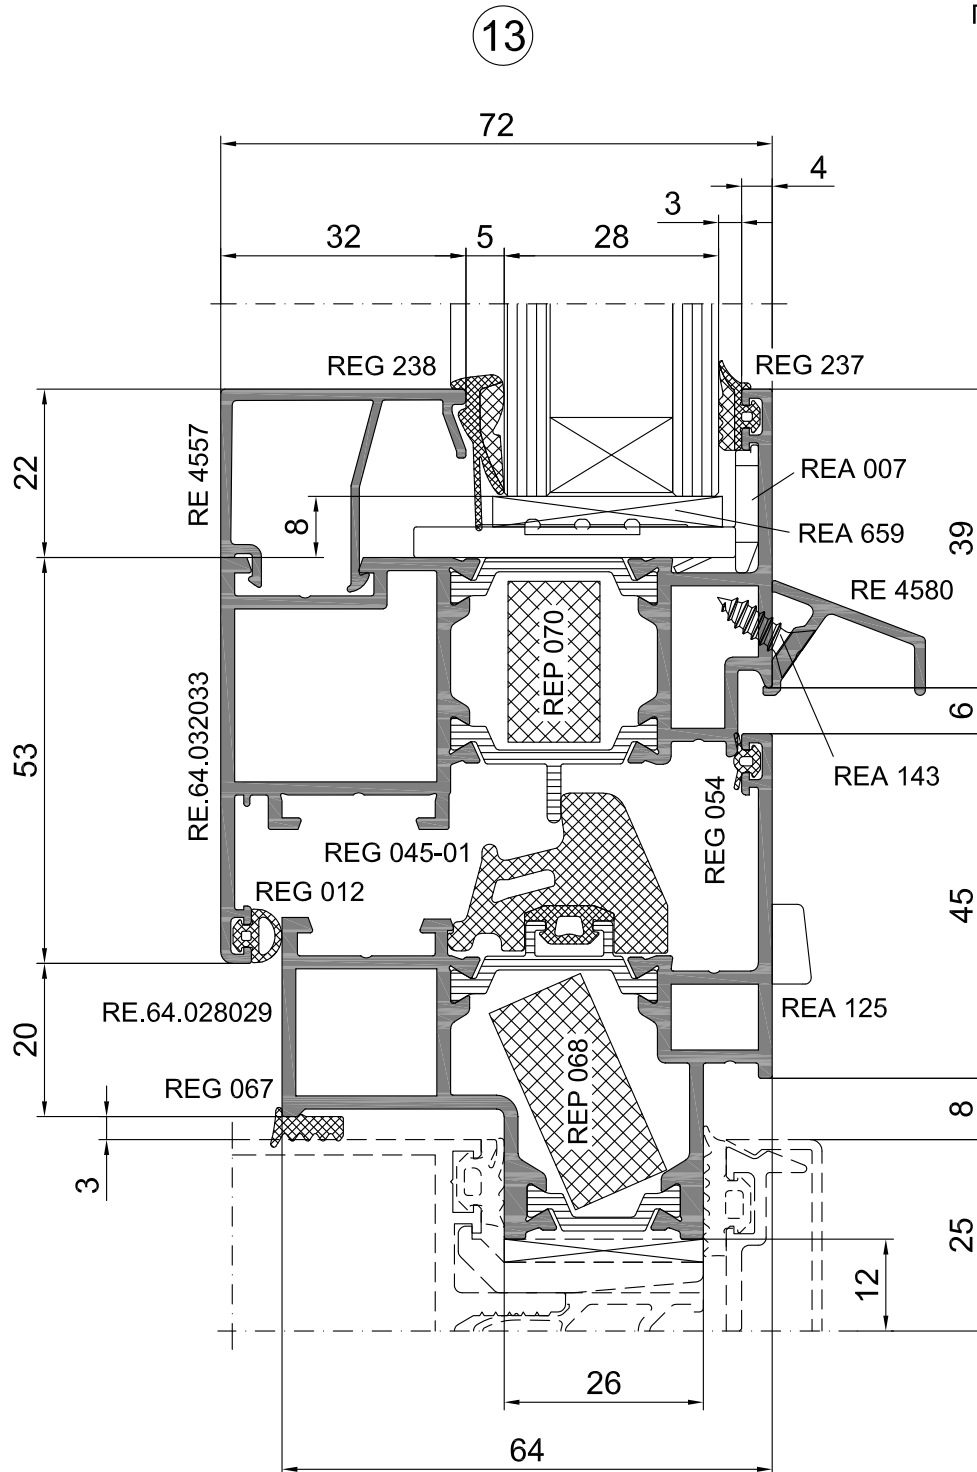 13
72
4
3
32
5
28
REG 238
REG 237
22
RE 4557
8
REA 007
REA 659
39
RE 4580
REP 070
53
RE.64.032033
6
REA 143
REG 054
REG 045-01
REG 012
45
RE.64.028029
REA 125
20
REG 067
REP 068
8
3
25
12
26
64